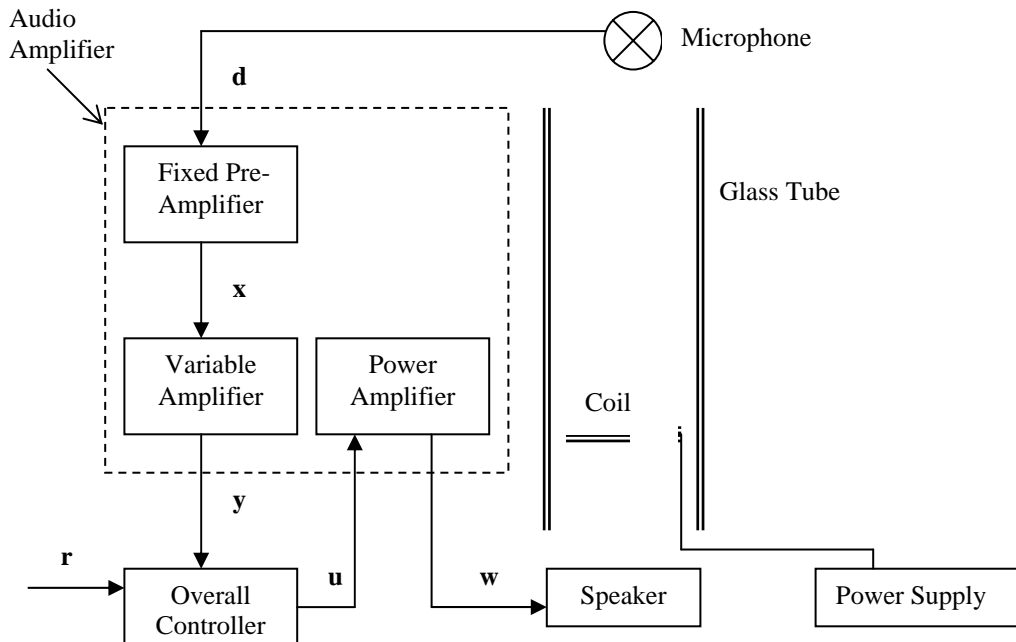 Audio
Amplifier
Microphone
d
Fixed Pre-
Amplifier
Glass Tube
x
Variable
Amplifier
Power
Amplifier
Coil
y
r
u
w
Overall
Controller
Speaker
Power Supply